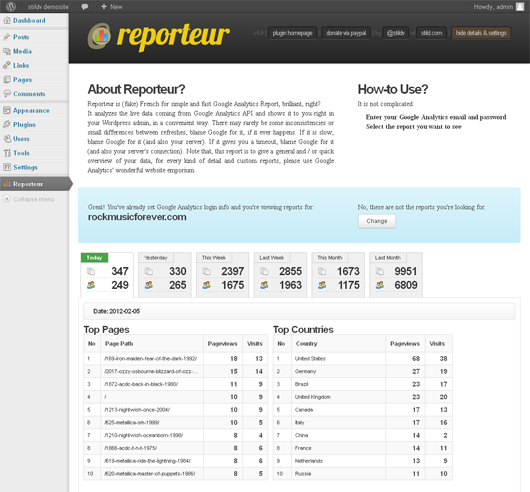 stildv demosite
+ New
Howdy, admin
Dashboard
Posts
Media
Links
Pages
Comments
Appearance
Plugins
Users
Tools
Settings
Reporteur
Collapse menu
reporteur
plugin homepage
donate via paypal
by @stildv
of
stild.com
hide details & settings
About Reporteur?
Reporteur is (fake) French for simple and fast Google Analytics Report, brilliant, right?
It analyzes the live data coming from Google Analytics API and shows it to you right in
your Wordpress admin, in a convenient way. There may rarely be some inconsistencies or
small differences between refreshes, blame Google for it, if it ever happens. If it is slow,
blame Google for it (and also your server). If it gives you a timeout, blame Google for it
(and also your server's connection). Note that, this report is to give a general and / or quick
overview of your data, for every kind of detail and custom reports, please use Google
Analytics' wonderful website emporium.
How-to Use?
It is not complicated:
Enter your Google Analytics email and password
Select the report you want to see
Great! You've already set Google Analytics login info and you're viewing reports for:
rockmusicforever.com
No, there are not the reports you're looking for.
Change
Today
347
249
Yesterday
330
265
This Week
2397
1675
Last Week
2855
1963
This Month
1673
1175
Last Month
9951
6809
Date: 2012-02-05
Top Pages
No Page Path Pageviews Visits
1 /189-iron-maiden-fear-of-the-dark-1992/ 18 13
2 /2017-ozzy-osbourne-blizzard-of-ozz-... 15 14
3 /1872-acdc-back-in-black-1980/ 11 9
4 / 10 9
5 /1213-nightwish-once-2004/ 10 9
6 /625-metallica-sm-1999/ 10 5
7 /1210-nightwish-oceanborn-1998/ 8 4
8 /1866-acdc-t-n-t-1975/ 8 6
9 /619-metallica-ride-the-lightning-1984/ 8 6
10 /620-metallica-master-of-puppets-1986/ 8 5
Top Countries
No Country Pageviews Visits
1 United States 68 38
2 Germany 27 19
3 Brazil 23 17
4 United Kingdom 23 20
5 Canada 17 13
6 Italy 17 16
7 China 14 2
8 France 14 11
9 Netherlands 13 9
10 Russia 11 10